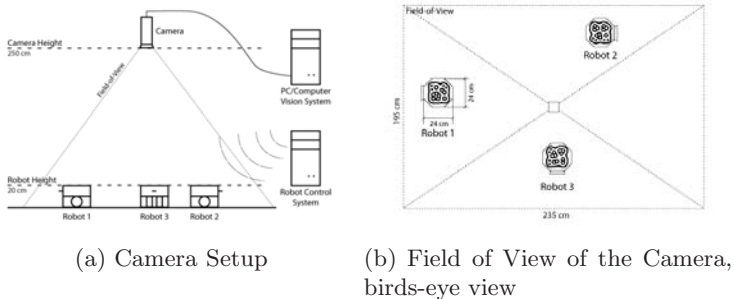 Camera
Camera Height
250 cm
Field-of-View
PC/Computer
Vision System
Robot Height
20 cm
Robot Control
System
Robot 1
Robot 3
Robot 2
(a) Camera Setup
Field-of-View
Robot 2
195 cm
24 cm
24 cm
Robot 1
Robot 3
235 cm
(b) Field of View of the Camera,
birds-eye view